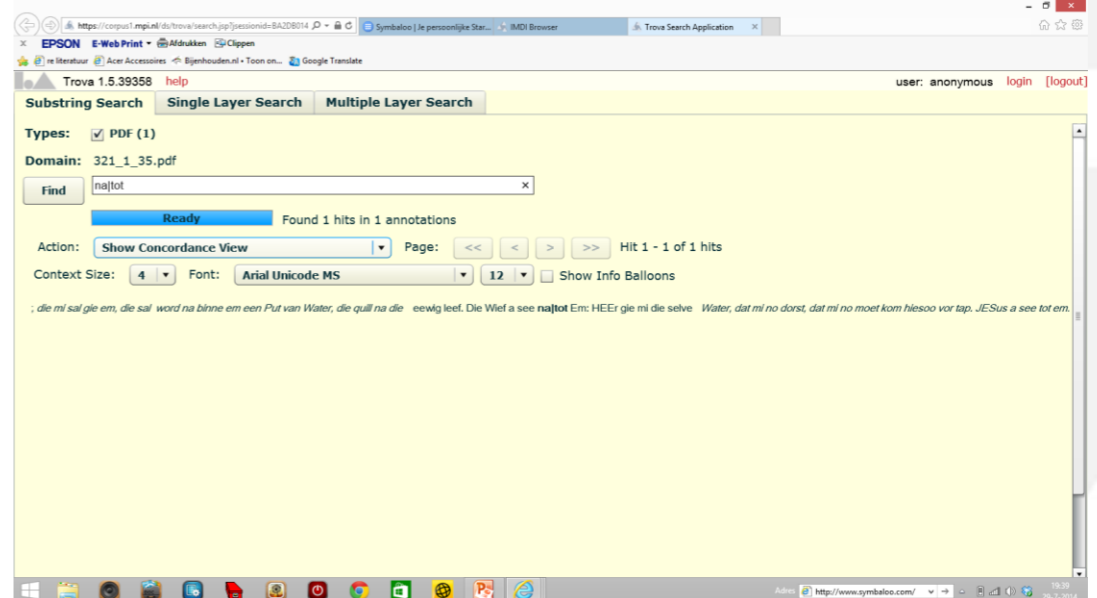 https://corpus1.mpi.nl/ds/trova/search.jsp?jsessionid=BA2DB014
Symbaloo | Je persoonlijke Star...
IMDI Browser
Trova Search Application
x EPSON E-Web Print Afdrukken Clippen
re literatuur Acer Accessoires Bijenhouden.nl • Toon on... Google Translate
Trova 1.5.39358 help user: anonymous login [logout]
Substring Search Single Layer Search Multiple Layer Search
Types: PDF (1)
Domain: 321_1_35.pdf
Find na|tot ×
Ready Found 1 hits in 1 annotations
Action: Show Concordance View Page: << < > >> Hit 1 - 1 of 1 hits
Context Size: 4 Font: Arial Unicode MS 12 Show Info Balloons
; die mi sal gie em, die sal word na binne em een Put van Water, die quill na die eewig leef. Die Wief a see na|tot Em: HEEr gie mi die selve Water, dat mi no dorst, dat mi no moet kom hiesoo vor tap. JESus a see tot em.
Adres http://www.symbaloo.com/
19:39
29-7-2014